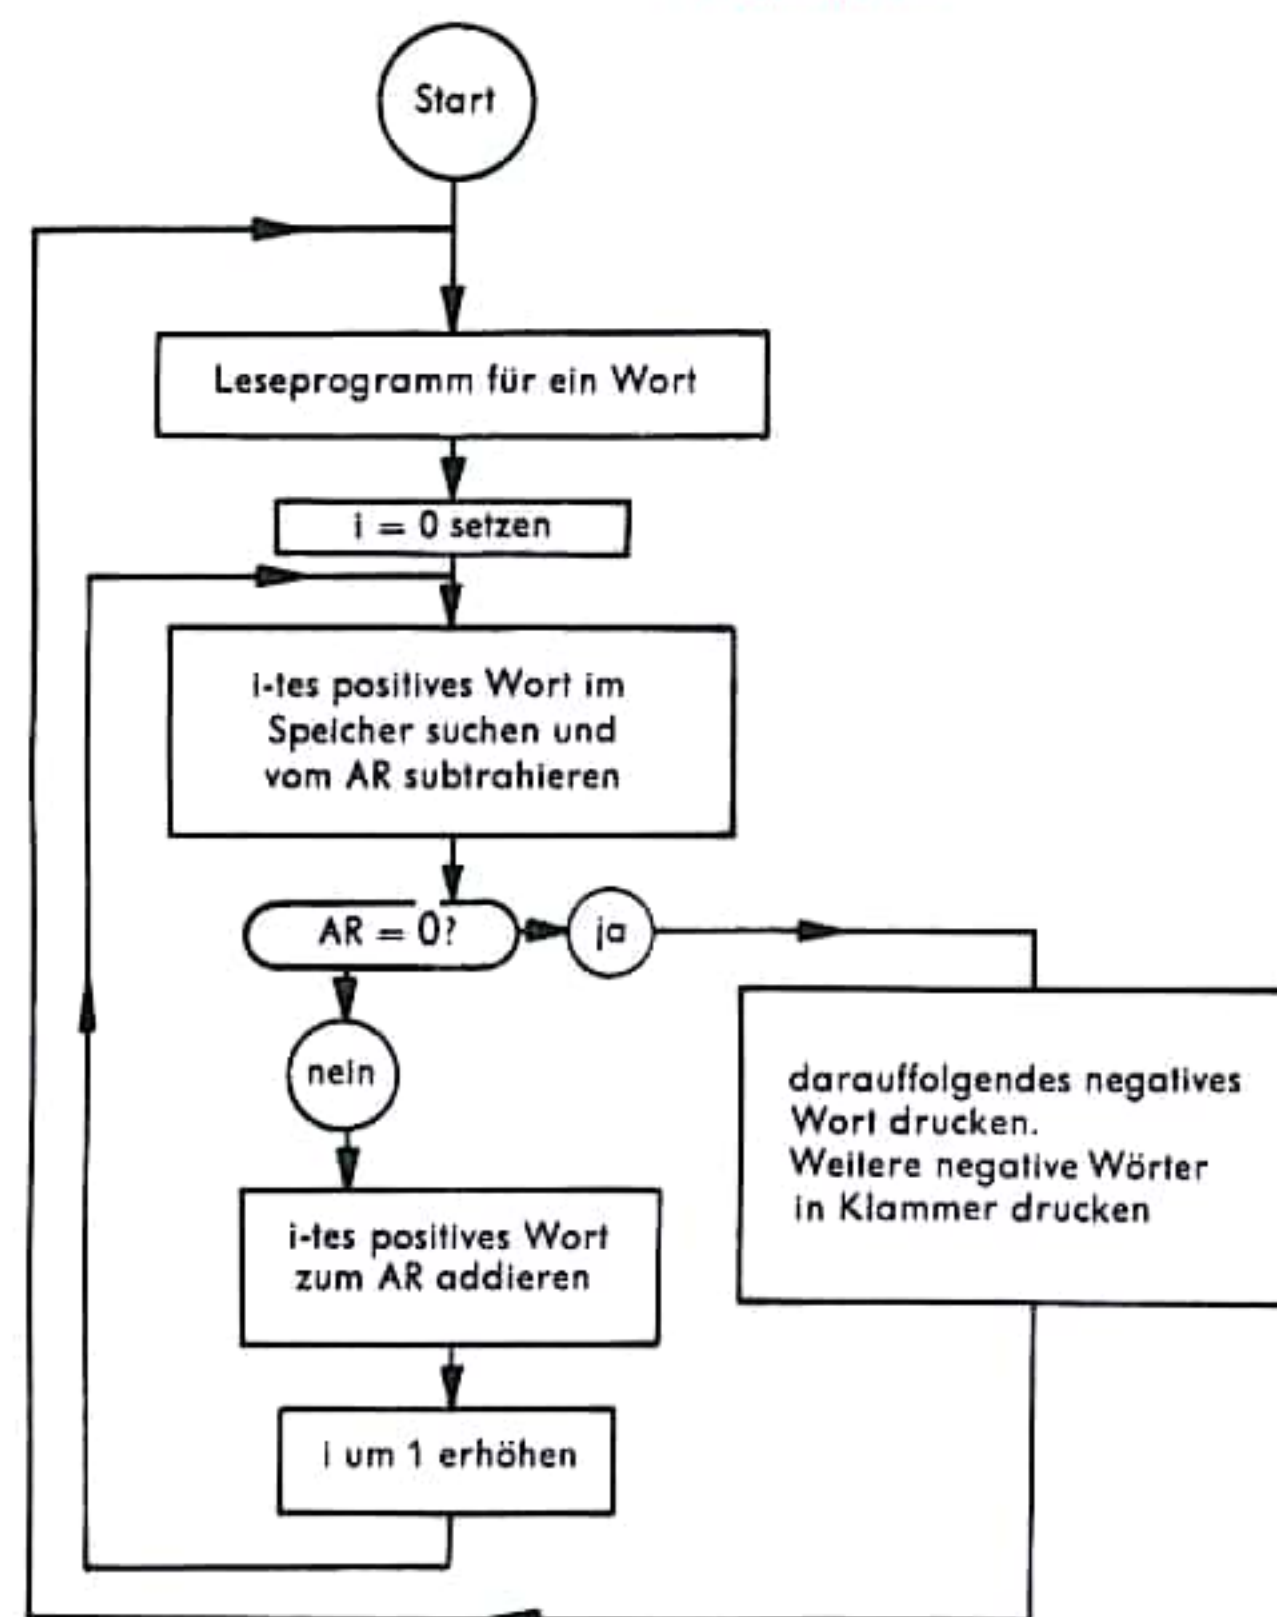 Start
Leseprogramm für ein Wort
i = 0 setzen
i-tes positives Wort im
Speicher suchen und
vom AR subtrahieren
AR = 0?
ja
nein
darauffolgendes negatives
Wort drucken.
Weitere negative Wörter
in Klammer drucken
i-tes positives Wort
zum AR addieren
i um 1 erhöhen